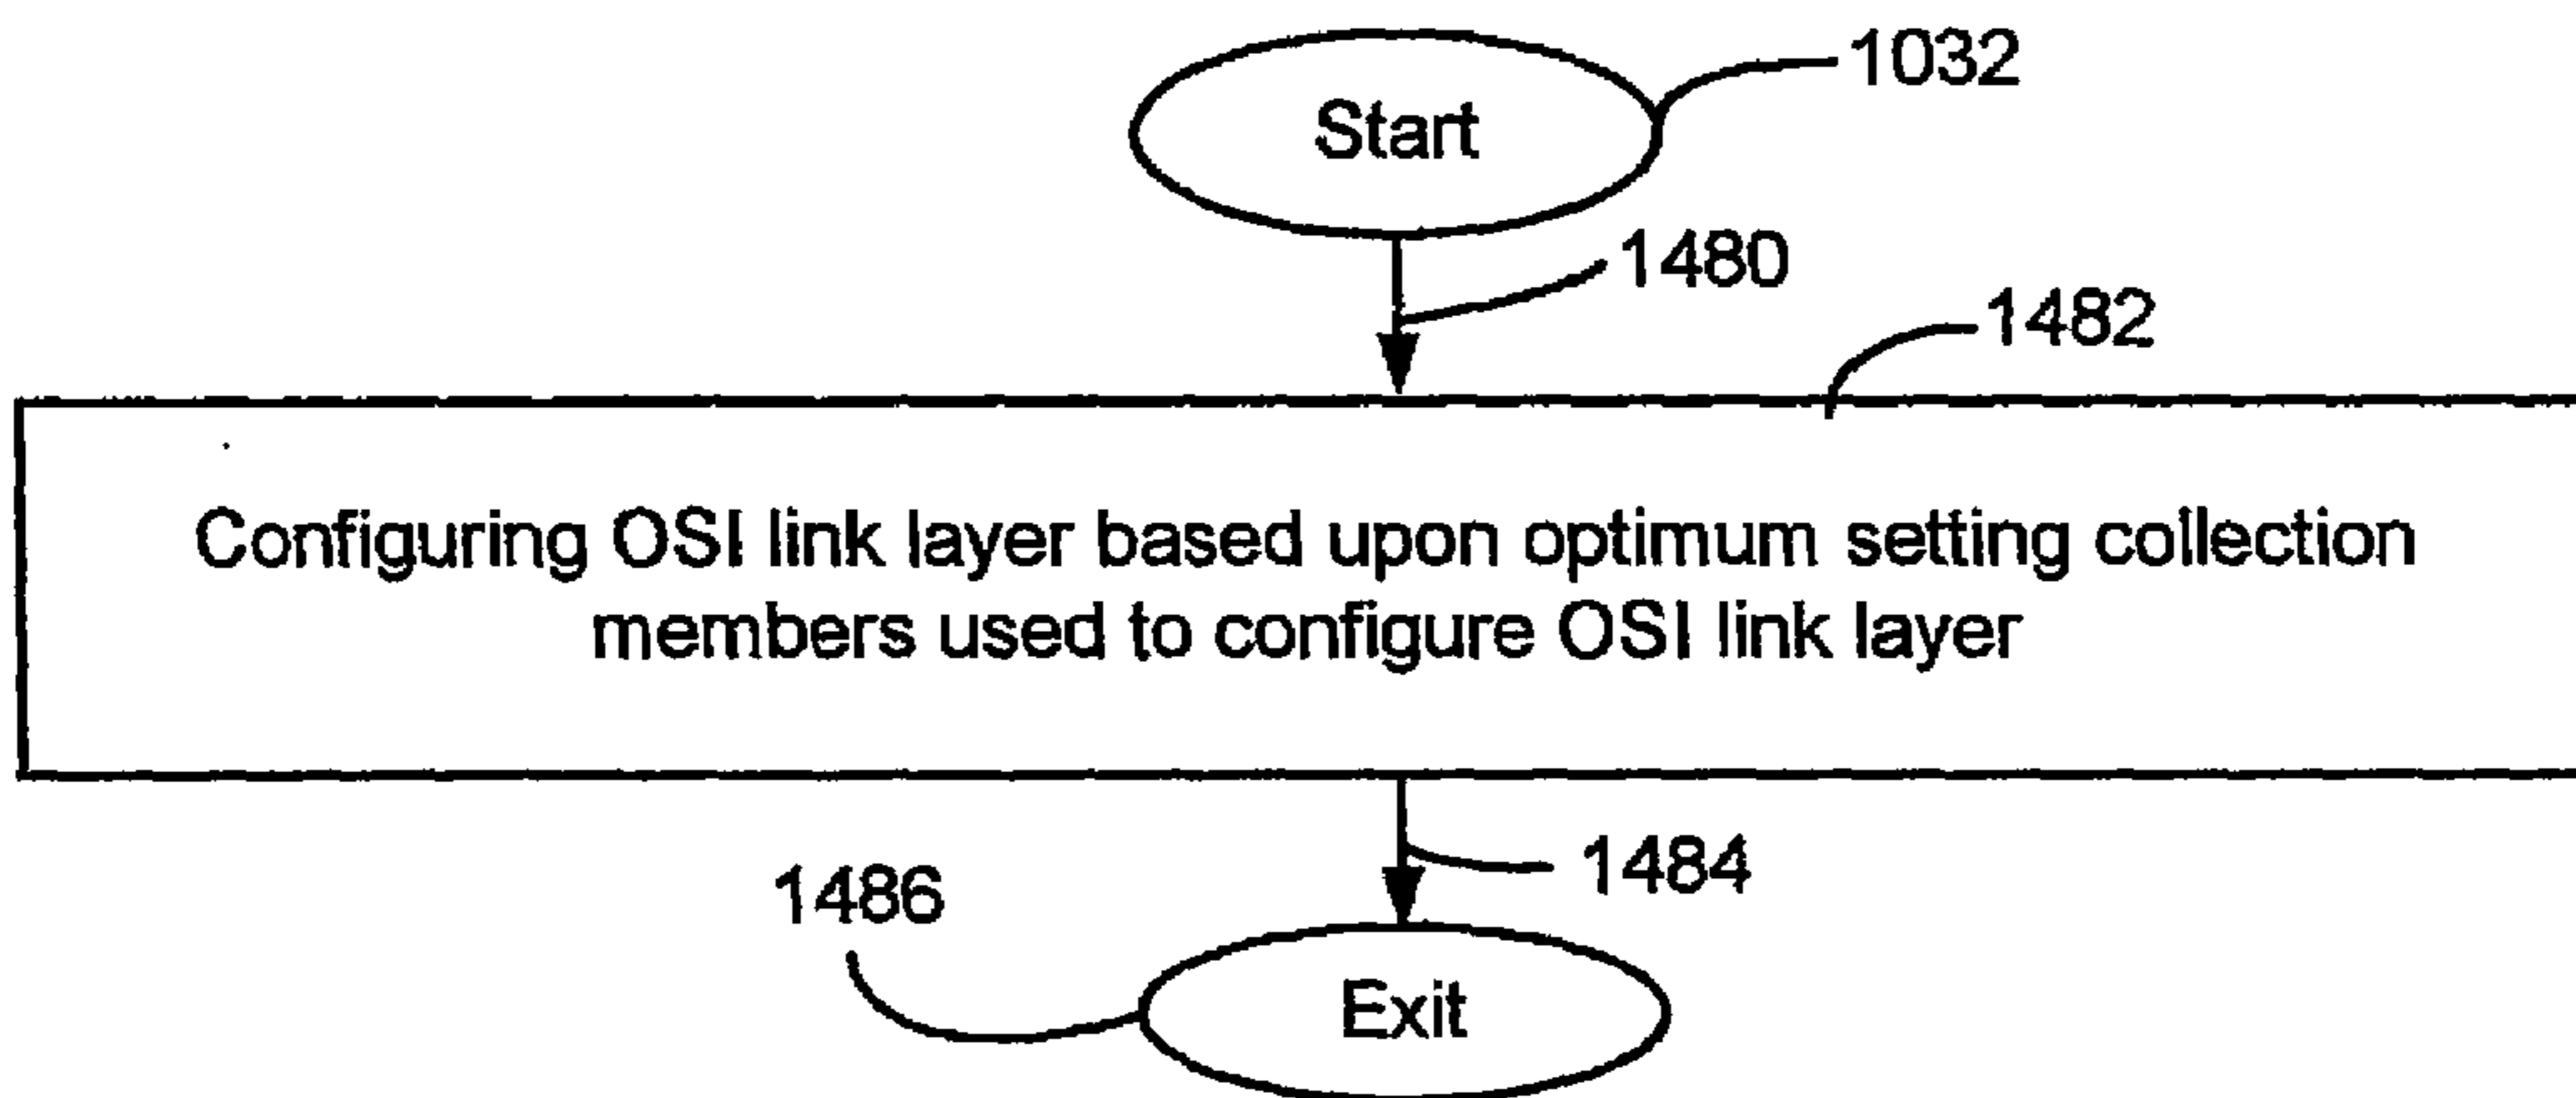 1032
Start
1480
1482
Configuring OSI link layer based upon optimum setting collection
members used to configure OSI link layer
1484
1486
Exit